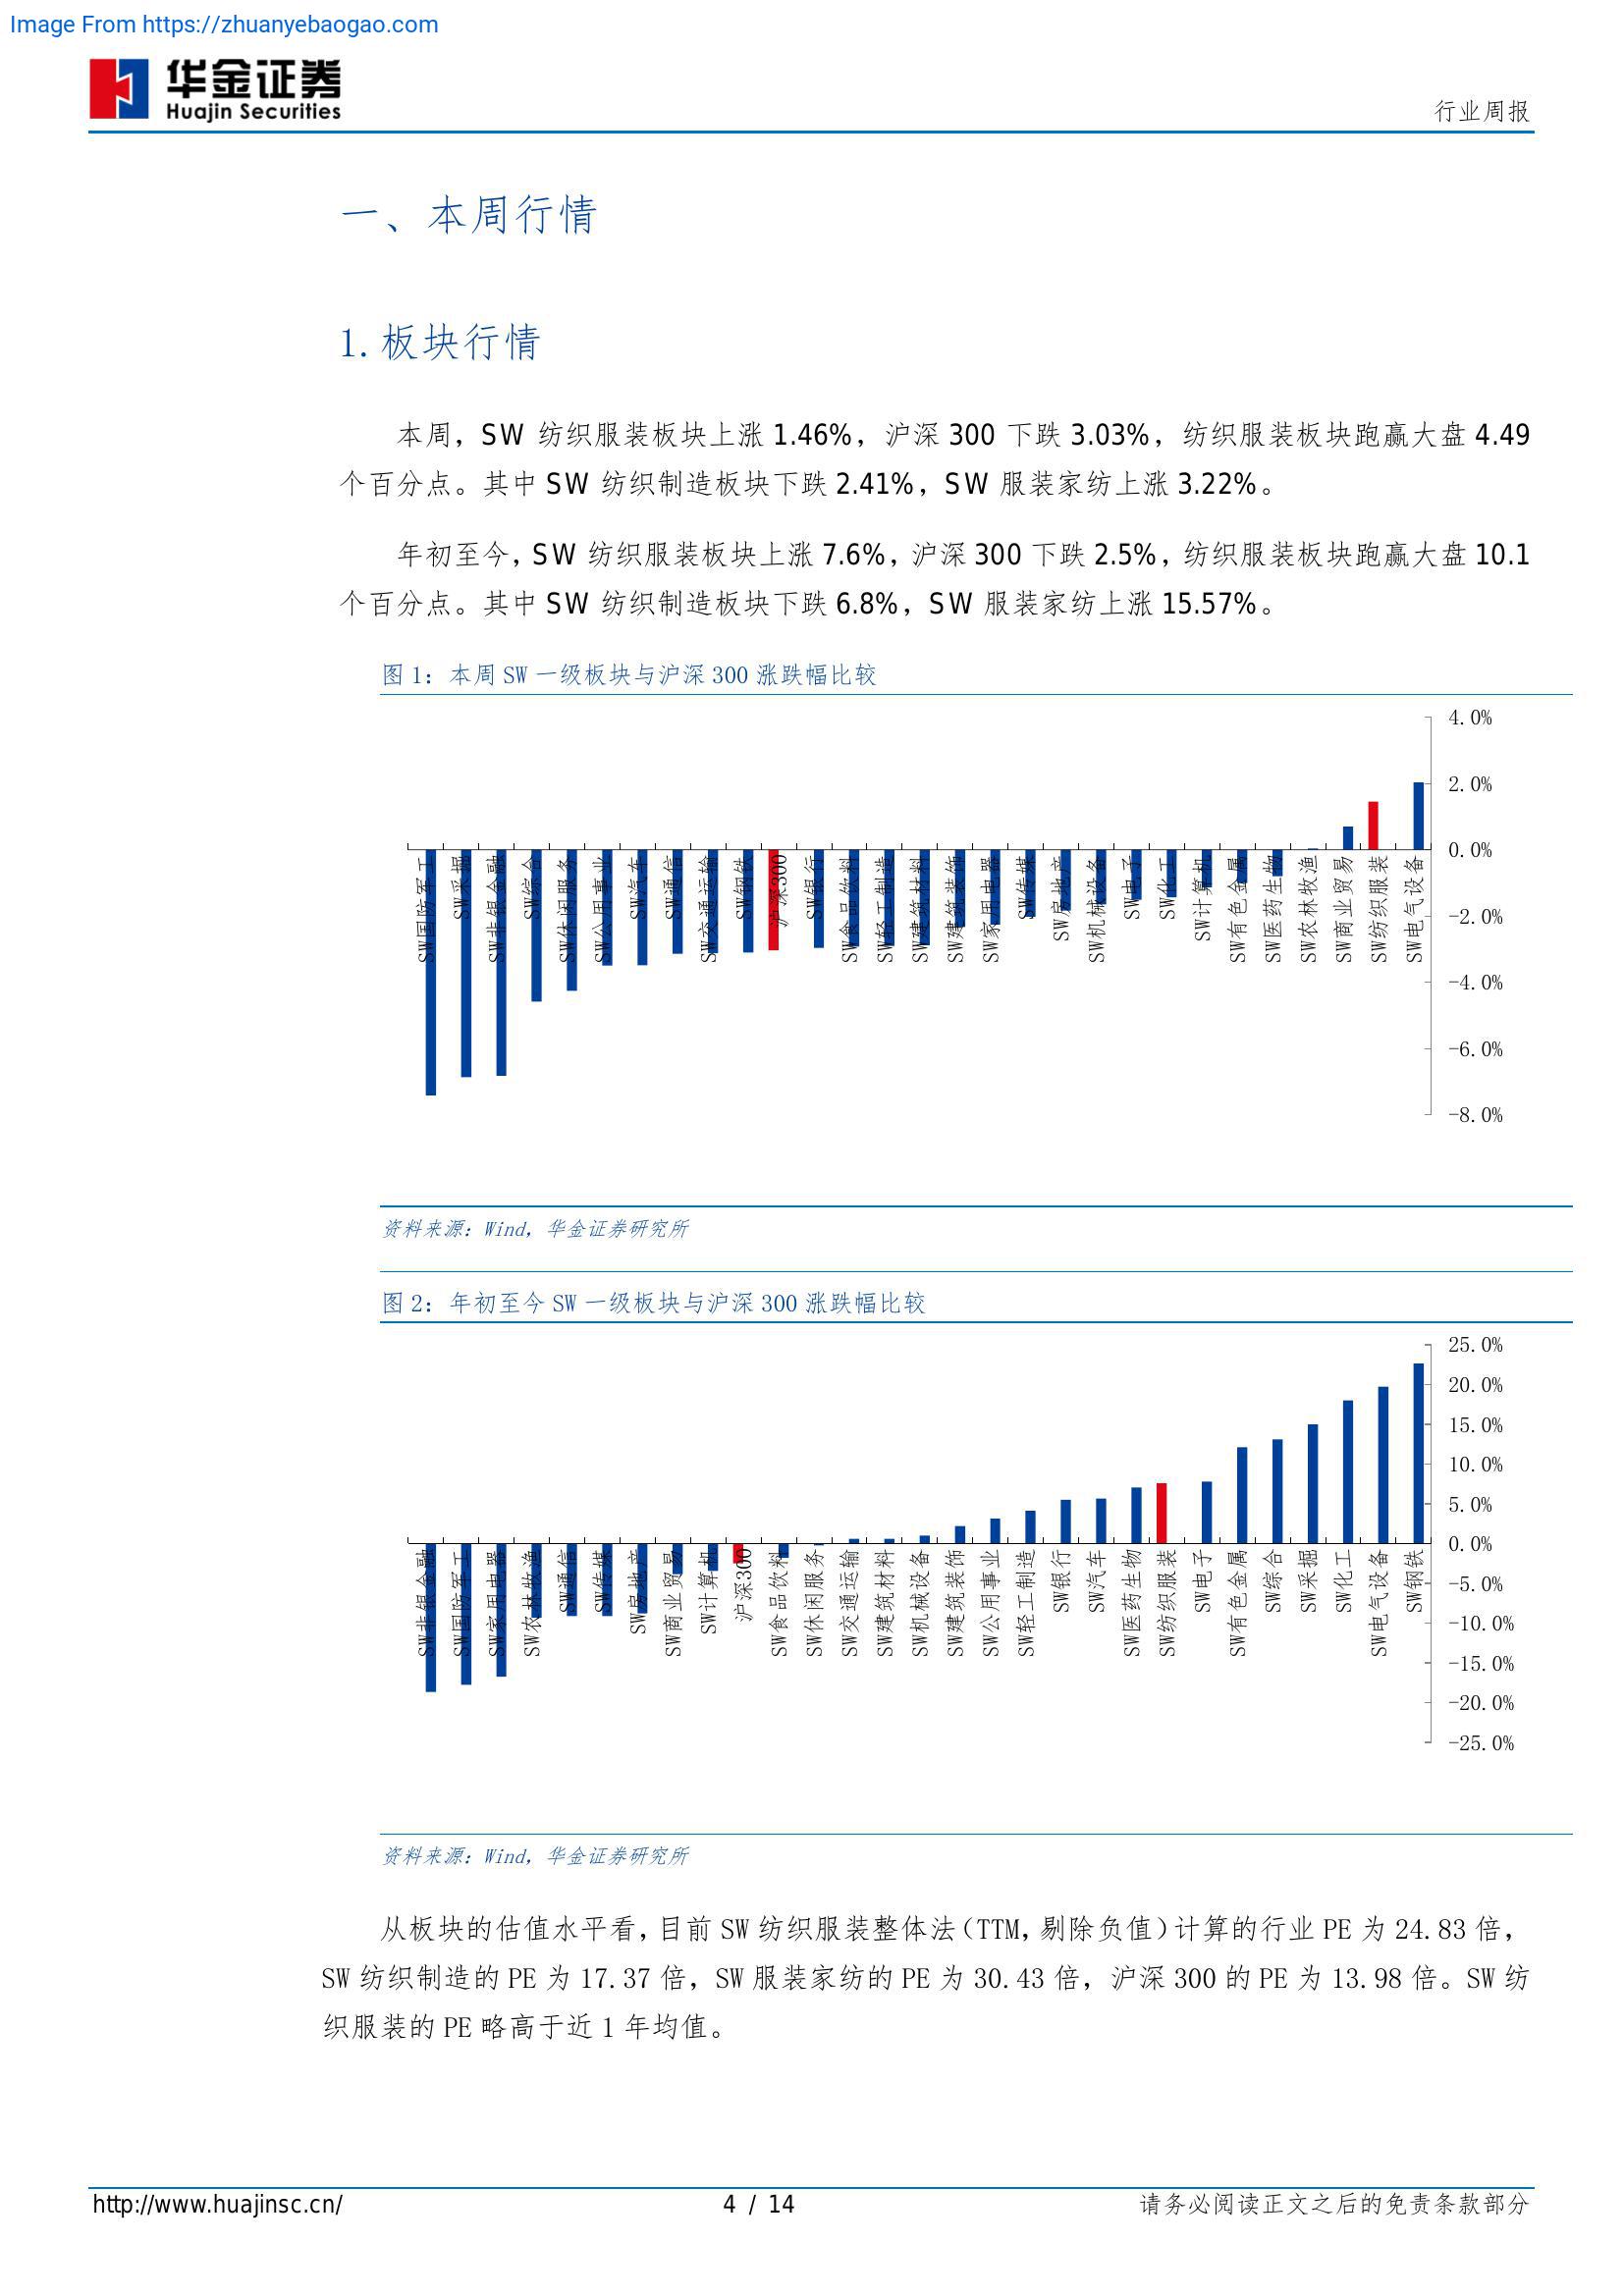 Image From https://zhuanyebaogao.com
华金证券
Huajin Securities
行业周报
一、本周行情
1.板块行情
本周，SW 纺织服装板块上涨 1.46%，沪深 300 下跌 3.03%，纺织服装板块跑赢大盘 4.49
个百分点。其中 SW 纺织制造板块下跌 2.41%，SW 服装家纺上涨 3.22%。
年初至今，SW 纺织服装板块上涨 7.6%，沪深 300 下跌 2.5%，纺织服装板块跑赢大盘 10.1
个百分点。其中 SW 纺织制造板块下跌 6.8%，SW 服装家纺上涨 15.57%。
图 1：本周 SW 一级板块与沪深 300 涨跌幅比较
4.0%
2.0%
0.0%
-2.0%
-4.0%
-6.0%
-8.0%
SW国防军工
SW采掘
SW非银金融
SW综合
SW休闲服务
SW公用事业
SW汽车
SW通信
SW交通运输
SW钢铁
沪深300
SW银行
SW食品饮料
SW轻工制造
SW建筑材料
SW建筑装饰
SW家用电器
SW传媒
SW房地产
SW机械设备
SW电子
SW化工
SW计算机
SW有色金属
SW医药生物
SW农林牧渔
SW商业贸易
SW纺织服装
SW电气设备
资料来源：Wind，华金证券研究所
图 2：年初至今 SW 一级板块与沪深 300 涨跌幅比较
25.0%
20.0%
15.0%
10.0%
5.0%
0.0%
-5.0%
-10.0%
-15.0%
-20.0%
-25.0%
SW非银金融
SW国防军工
SW家用电器
SW农林牧渔
SW通信
SW传媒
SW房地产
SW商业贸易
SW计算机
沪深300
SW食品饮料
SW休闲服务
SW交通运输
SW建筑材料
SW机械设备
SW建筑装饰
SW公用事业
SW轻工制造
SW银行
SW汽车
SW医药生物
SW纺织服装
SW电子
SW有色金属
SW综合
SW采掘
SW化工
SW电气设备
SW钢铁
资料来源：Wind，华金证券研究所
从板块的估值水平看，目前 SW 纺织服装整体法（TTM，剔除负值）计算的行业 PE 为 24.83 倍，
SW 纺织制造的 PE 为 17.37 倍，SW 服装家纺的 PE 为 30.43 倍，沪深 300 的 PE 为 13.98 倍。SW 纺
织服装的 PE 略高于近 1 年均值。
http://www.huajinsc.cn/
4 / 14
请务必阅读正文之后的免责条款部分